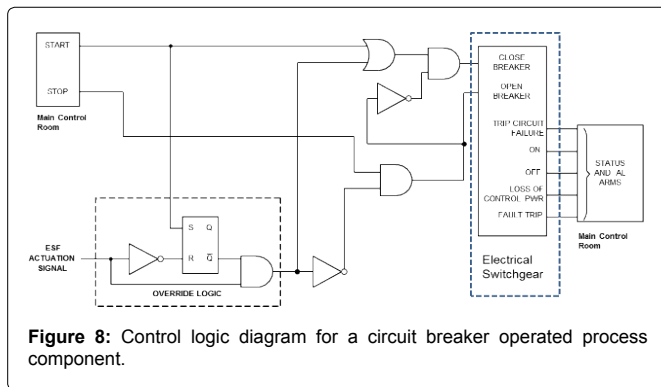 START
STOP
Main Control
Room
ESF
ACTUATION
SIGNAL
S Q
R Q
OVERRIDE LOGIC
CLOSE
BREAKER
OPEN
BREAKER
TRIP CIRCUIT
FAILURE
ON
OFF
LOSS OF
CONTROL PWR
FAULT TRIP
Electrical
Switchgear
STATUS
AND AL
ARMS
Main Control
Room
Figure 8: Control logic diagram for a circuit breaker operated process
component.